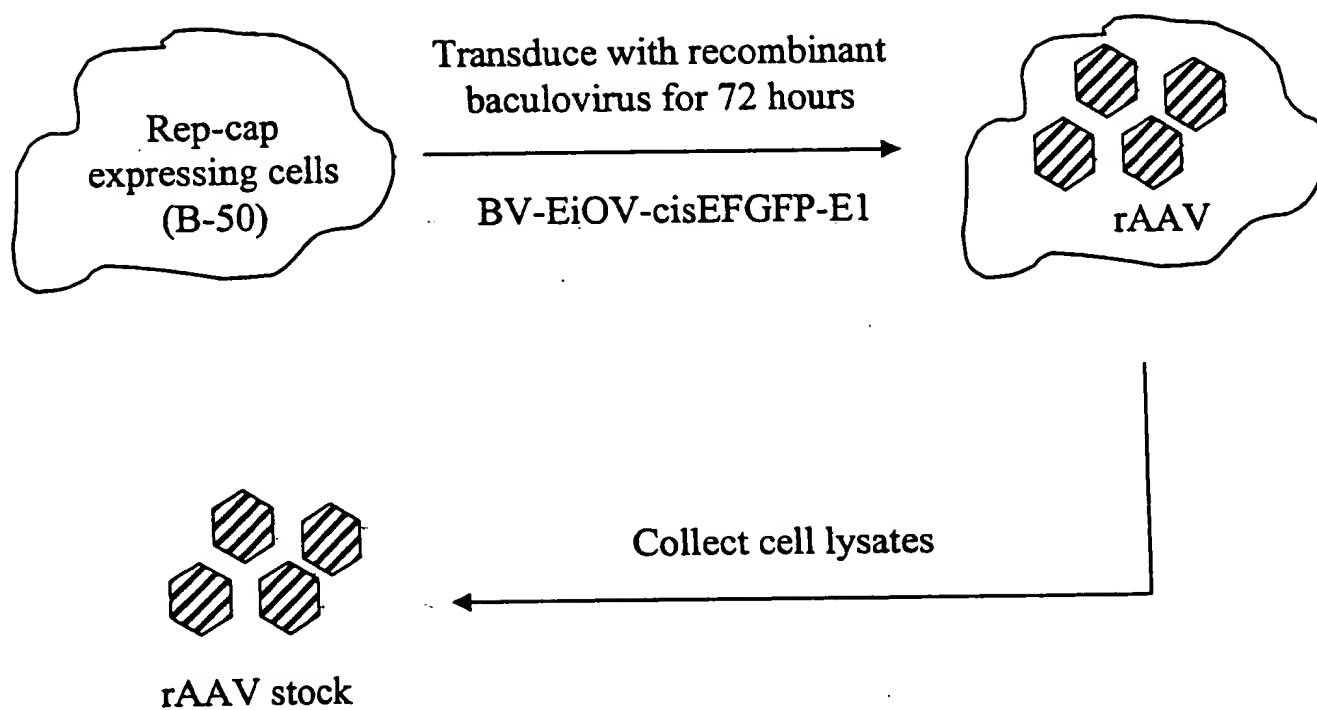 Rep-cap
expressing cells
(B-50)
Transduce with recombinant
baculovirus for 72 hours
BV-EiOV-cisEFGFP-E1
rAAV
Collect cell lysates
rAAV stock